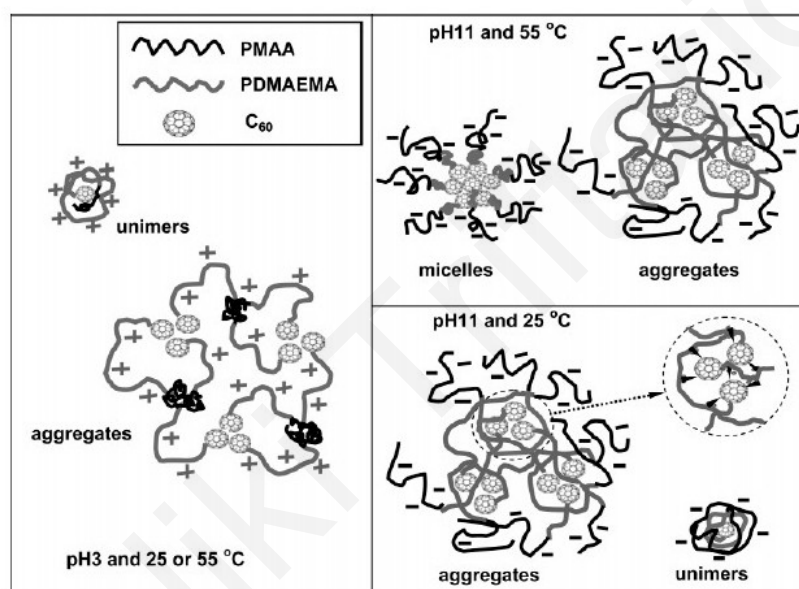 PMAA
PDMAEMA
C60
unimers
aggregates
pH3 and 25 or 55 °C
pH11 and 55 °C
micelles
aggregates
pH11 and 25 °C
aggregates
unimers